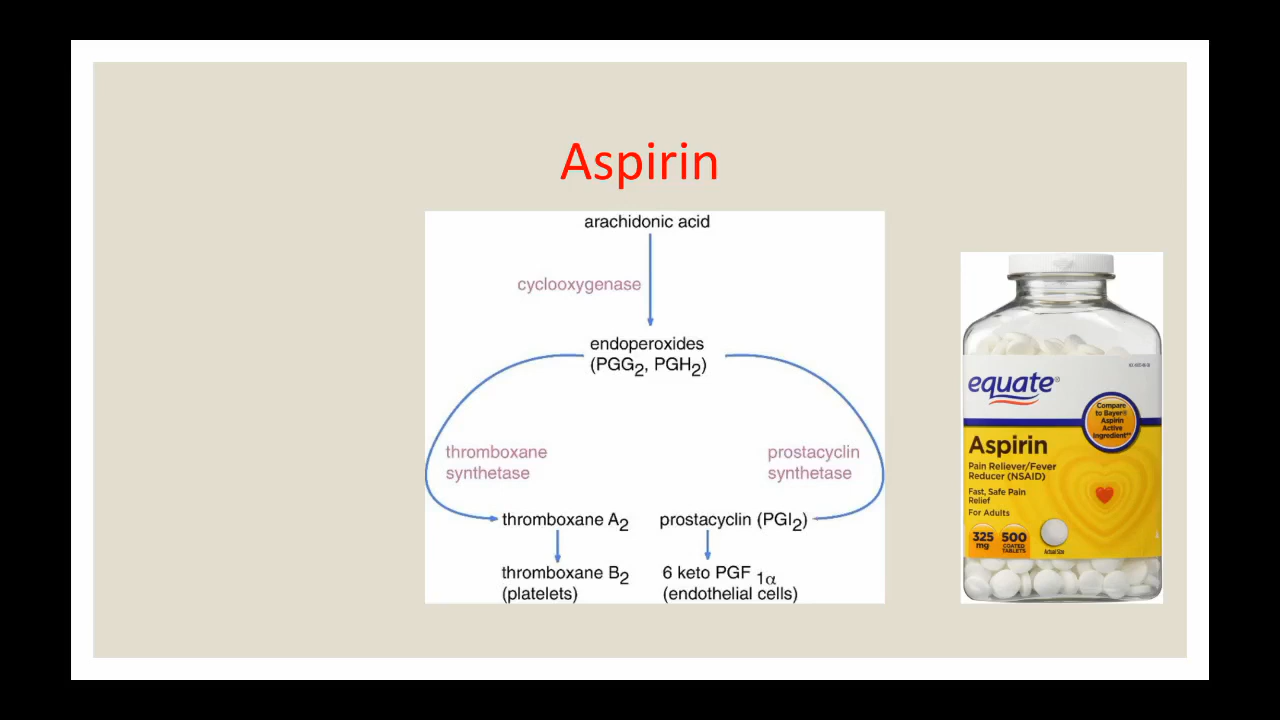 Aspirin
arachidonic acid
cyclooxygenase
endoperoxides
(PGG2, PGH2)
thromboxane
synthetase
prostacyclin
synthetase
thromboxane A2
prostacyclin (PGI2)
thromboxane B2
(platelets)
6 keto PGF 1α
(endothelial cells)
equate®
Compare
to Bayer®
Aspirin
Active
Ingredient**
Aspirin
Pain Reliever/Fever
Reducer (NSAID)
Fast, Safe Pain
Relief
For Adults
325
mg
500
COATED
TABLETS
Actual Size